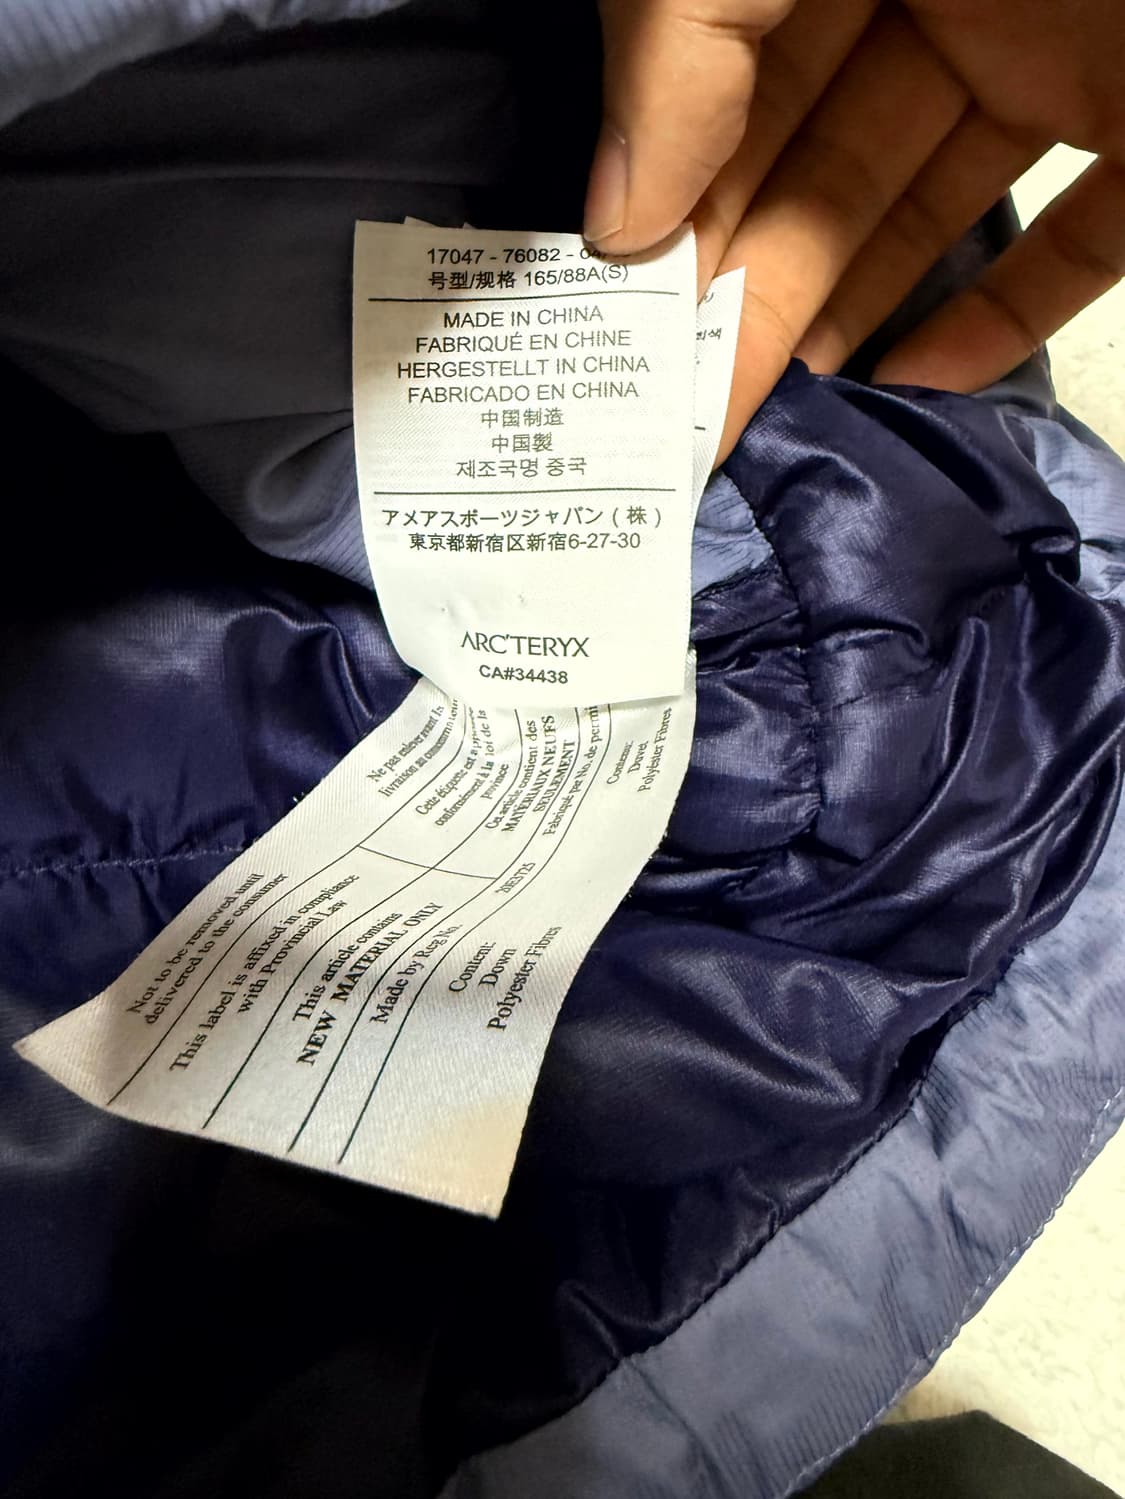 17047 - 76082 -
号型/规格 165/88A(S)
MADE IN CHINA
FABRIQUÉ EN CHINE
HERGESTELLT IN CHINA
FABRICADO EN CHINA
中国制造
中国製
제조국명 중국
アメアスポーツジャパン ( 株 )
東京都新宿区新宿6-27-30
ARC'TERYX
CA#34438
Ne pas enlever avant la
livraison au
Cette étiquette est
conformément à la loi de la
province
Cet article contient des
MATÉRIAUX NEUFS
SEULEMENT
Fabriqué par No. de permi
Contenu:
Duvet
Polyester Fibres
Not to be removed until
delivered to the consumer
This label is affixed in compliance
with Provincial Law
This article contains
NEW MATERIAL ONLY
Made by Reg No.
Content:
Down
Polyester Fibres